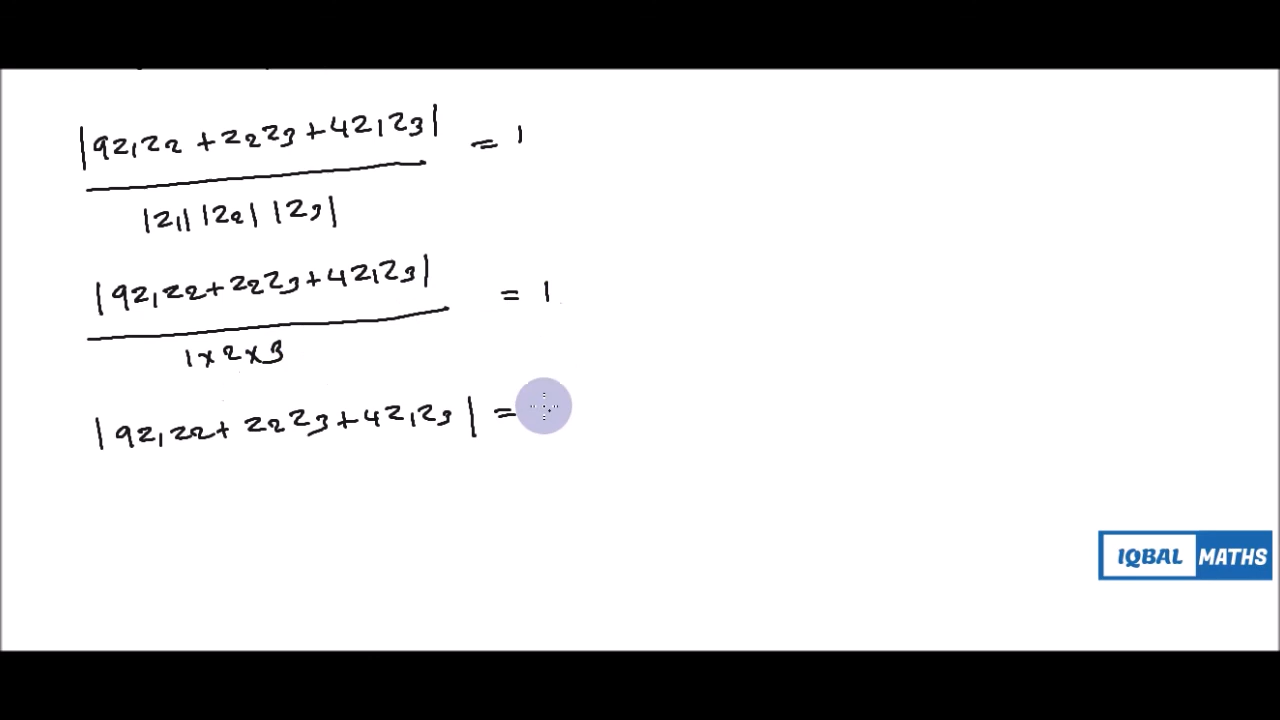 |9z₁z₂ + z₂z₃ + 4z₁z₃| = 1
|z₁| |z₂| |z₃|
|9z₁z₂ + z₂z₃ + 4z₁z₃| = 1
1 × 2 × 3
|9z₁z₂ + z₂z₃ + 4z₁z₃| =
IQBAL MATHS